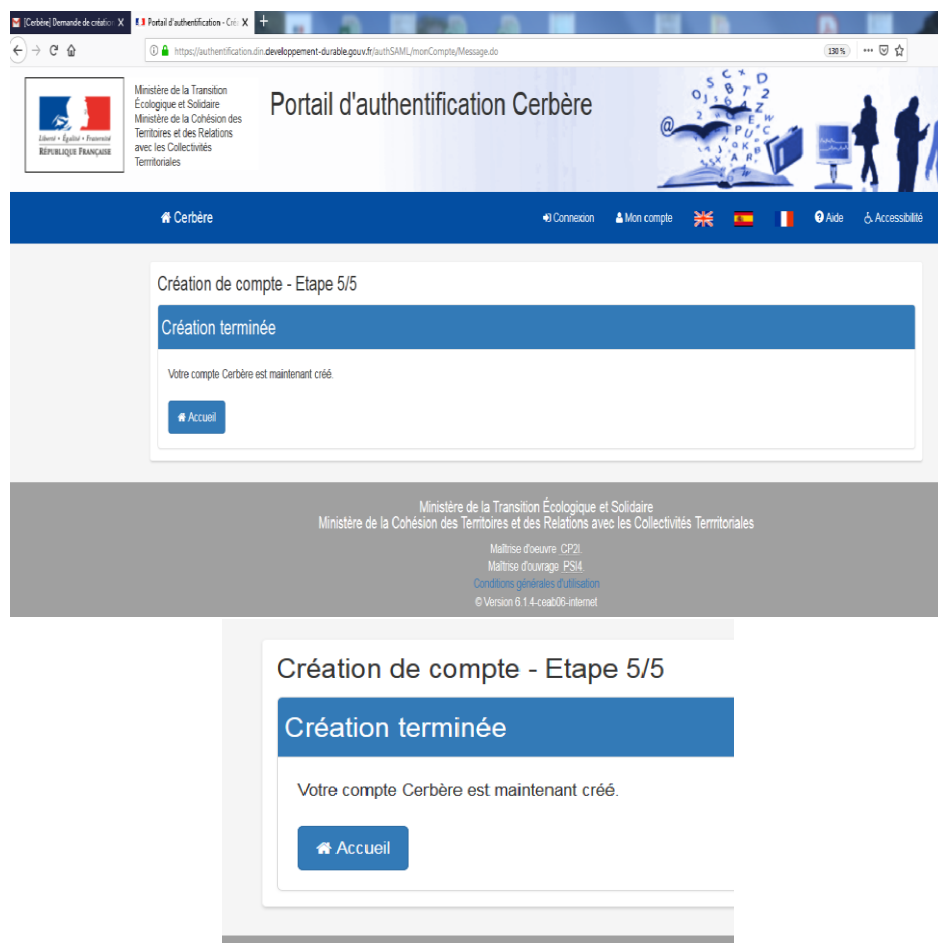 [Cerbère] Demande de création X
Portail d'authentification - Cré X
+
https://authentification.din.developpement-durable.gouv.fr/authSAML/monCompte/Message.do
130 %
Liberté • Égalité • Fraternité
RÉPUBLIQUE FRANÇAISE
Ministère de la Transition
Écologique et Solidaire
Ministère de la Cohésion des
Territoires et des Relations
avec les Collectivités
Territoriales
Portail d'authentification Cerbère
Cerbère
Connexion
Mon compte
Aide
Accessibilité
Création de compte - Etape 5/5
Création terminée
Votre compte Cerbère est maintenant créé.
Accueil
Ministère de la Transition Écologique et Solidaire
Ministère de la Cohésion des Territoires et des Relations avec les Collectivités Terrritoriales
Maîtrise d'oeuvre CP2I.
Maîtrise d'ouvrage PSI4.
Conditions générales d'utilisation
© Version 6.1.4-ceab06-internet
Création de compte - Etape 5/5
Création terminée
Votre compte Cerbère est maintenant créé.
Accueil